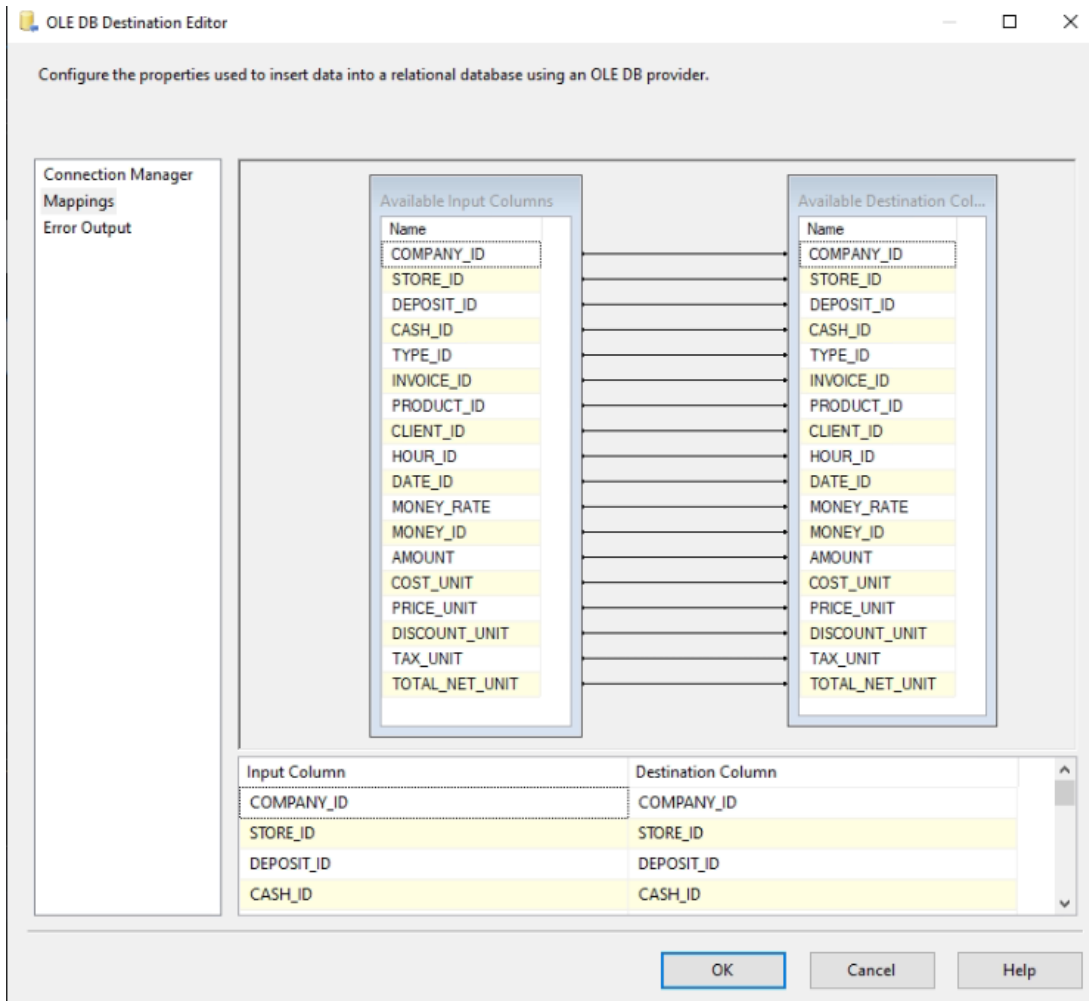 OLE DB Destination Editor
Configure the properties used to insert data into a relational database using an OLE DB provider.
Connection Manager
Mappings
Error Output
Available Input Columns
Name
COMPANY_ID
STORE_ID
DEPOSIT_ID
CASH_ID
TYPE_ID
INVOICE_ID
PRODUCT_ID
CLIENT_ID
HOUR_ID
DATE_ID
MONEY_RATE
MONEY_ID
AMOUNT
COST_UNIT
PRICE_UNIT
DISCOUNT_UNIT
TAX_UNIT
TOTAL_NET_UNIT
Available Destination Col...
Name
COMPANY_ID
STORE_ID
DEPOSIT_ID
CASH_ID
TYPE_ID
INVOICE_ID
PRODUCT_ID
CLIENT_ID
HOUR_ID
DATE_ID
MONEY_RATE
MONEY_ID
AMOUNT
COST_UNIT
PRICE_UNIT
DISCOUNT_UNIT
TAX_UNIT
TOTAL_NET_UNIT
Input Column Destination Column
COMPANY_ID COMPANY_ID
STORE_ID STORE_ID
DEPOSIT_ID DEPOSIT_ID
CASH_ID CASH_ID
OK Cancel Help